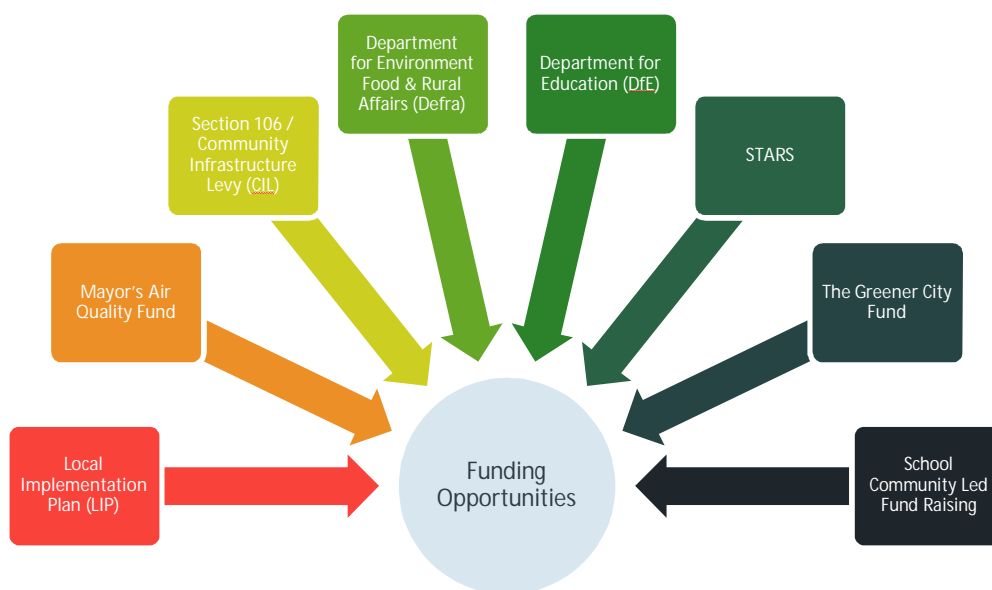 Department
for Environment
Food & Rural
Affairs (Defra)
Department for
Education (DfE)
Section 106 /
Community
Infrastructure
Levy (CIL)
STARS
Mayor's Air
Quality Fund
The Greener City
Fund
Local
Implementation
Plan (LIP)
Funding
Opportunities
School
Community Led
Fund Raising